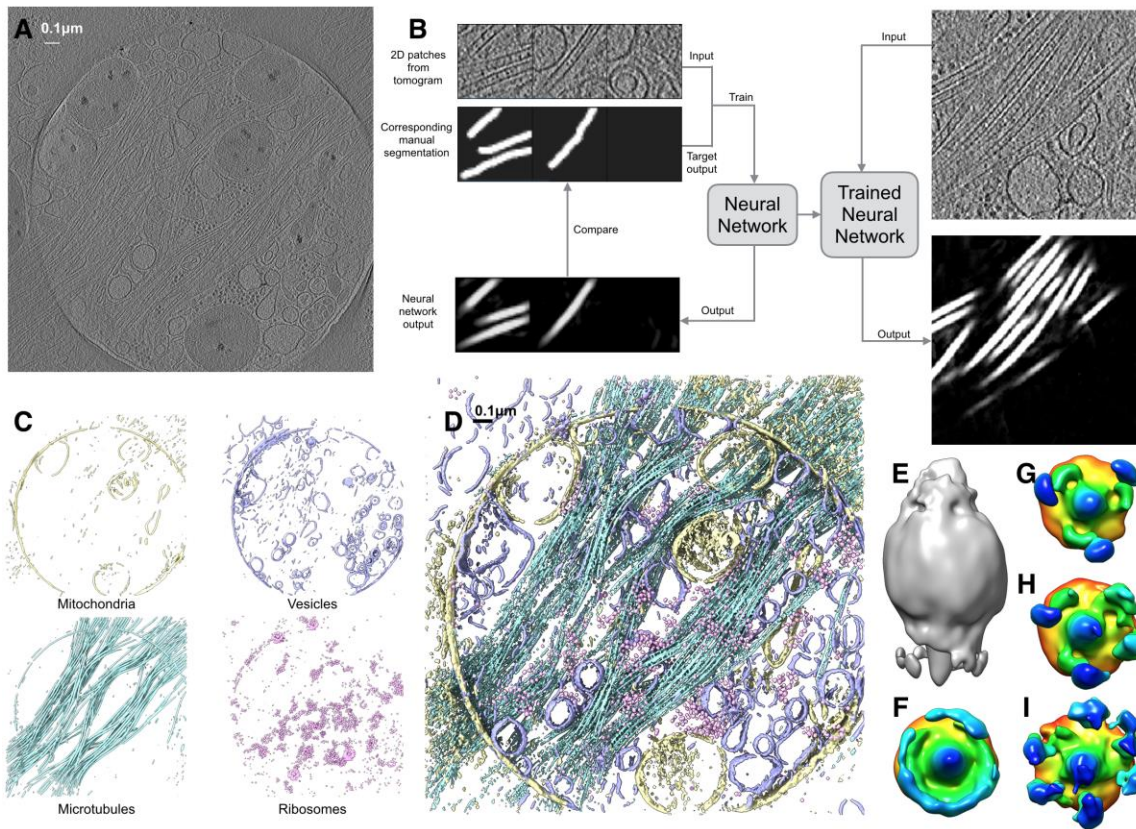 A
0.1μm
B
2D patches
from
tomogram
Input
Input
Train
Corresponding
manual
segmentation
Target
output
Neural
Network
Trained
Neural
Network
Compare
Neural
network
output
Output
Output
C
Mitochondria
Vesicles
Microtubules
Ribosomes
D
0.1μm
E
F
G
H
I